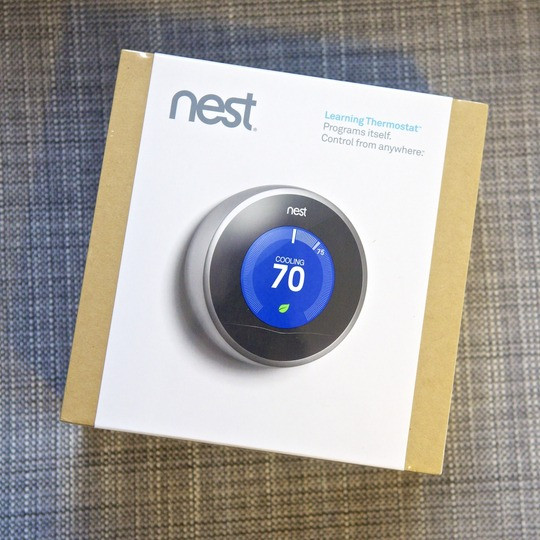 nest
Learning Thermostat™
Programs itself.
Control from anywhere.
nest
75
COOLING
70